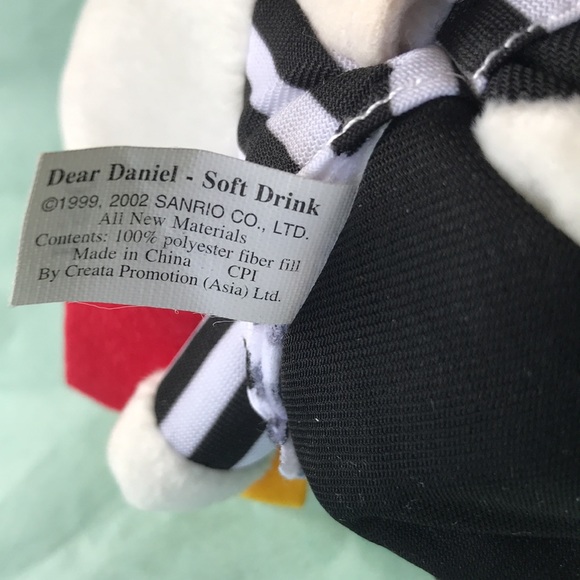 Dear Daniel - Soft Drink
©1999, 2002 SANRIO CO., LTD.
All New Materials
Contents: 100% polyester fiber fill
Made in China CPI
By Creata Promotion (Asia) Ltd.